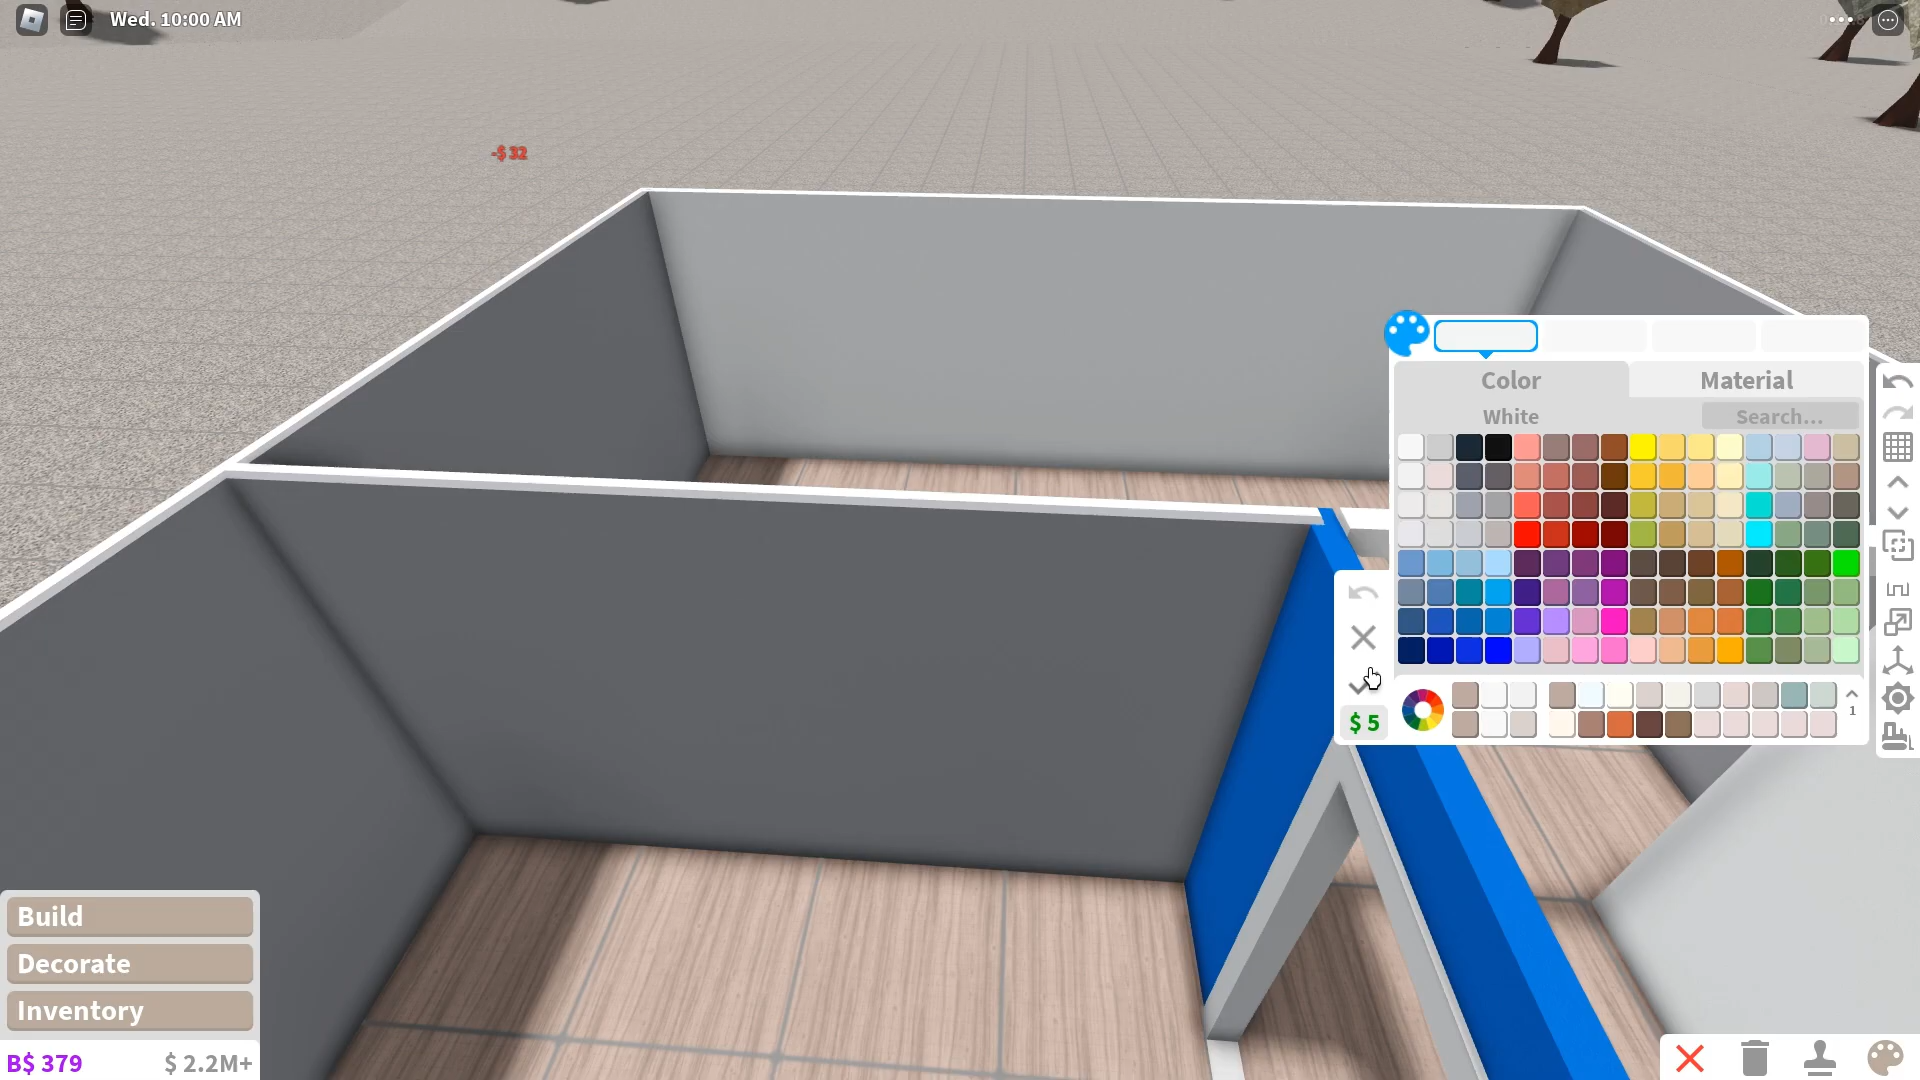 Wed. 10:00 AM
-$ 32
Color
Material
White
Search...
$ 5
1
Build
Decorate
Inventory
B$ 379
$ 2.2M+